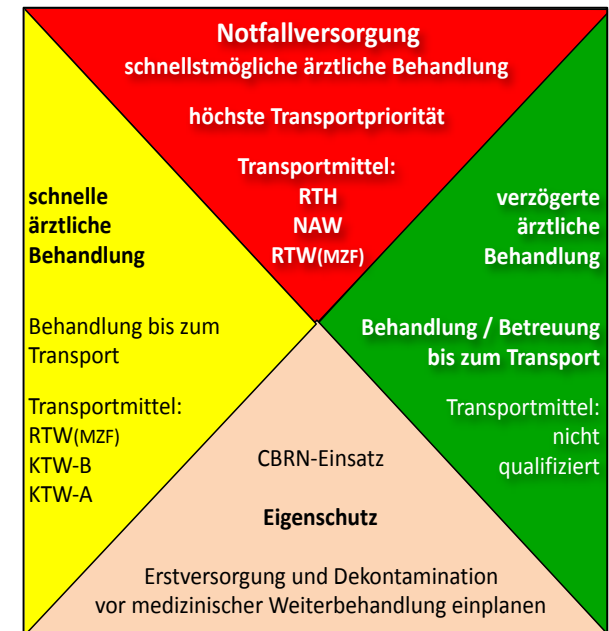 Notfallversorgung
schnellstmögliche ärztliche Behandlung
höchste Transportpriorität
Transportmittel:
RTH
NAW
RTW(MZF)
schnelle
ärztliche
Behandlung
Behandlung bis zum
Transport
Transportmittel:
RTW(MZF)
KTW-B
KTW-A
verzögerte
ärztliche
Behandlung
Behandlung / Betreuung
bis zum Transport
Transportmittel:
nicht
qualifiziert
CBRN-Einsatz
Eigenschutz
Erstversorgung und Dekontamination
vor medizinischer Weiterbehandlung einplanen